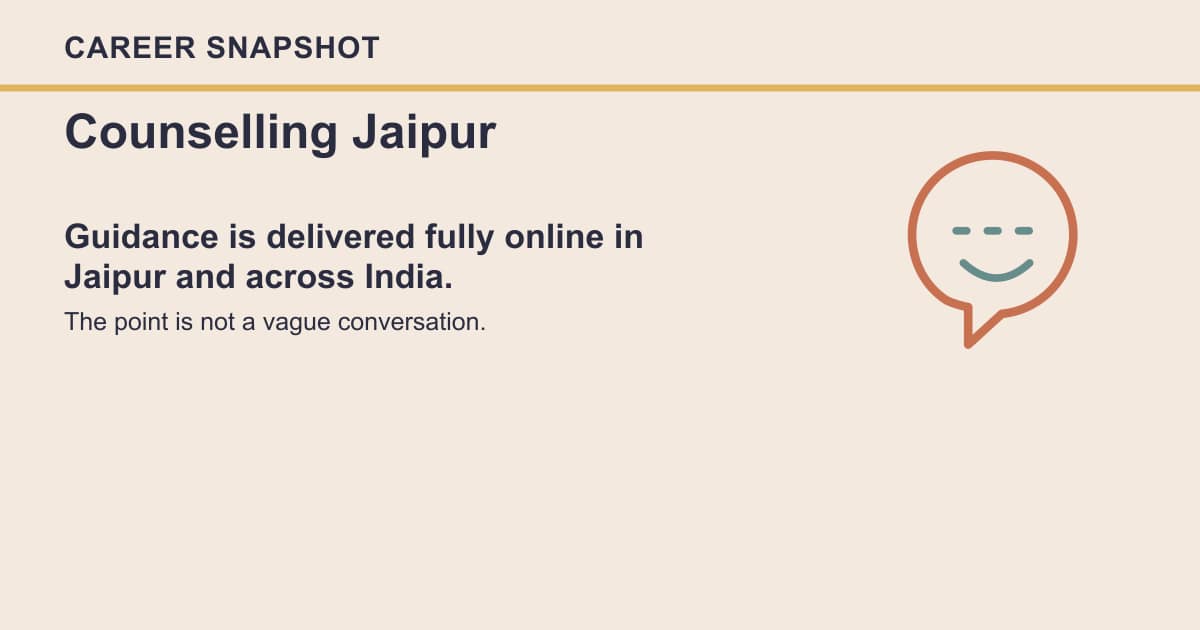 CAREER SNAPSHOT
Counselling Jaipur
Guidance is delivered fully online in
Jaipur and across India.
The point is not a vague conversation.